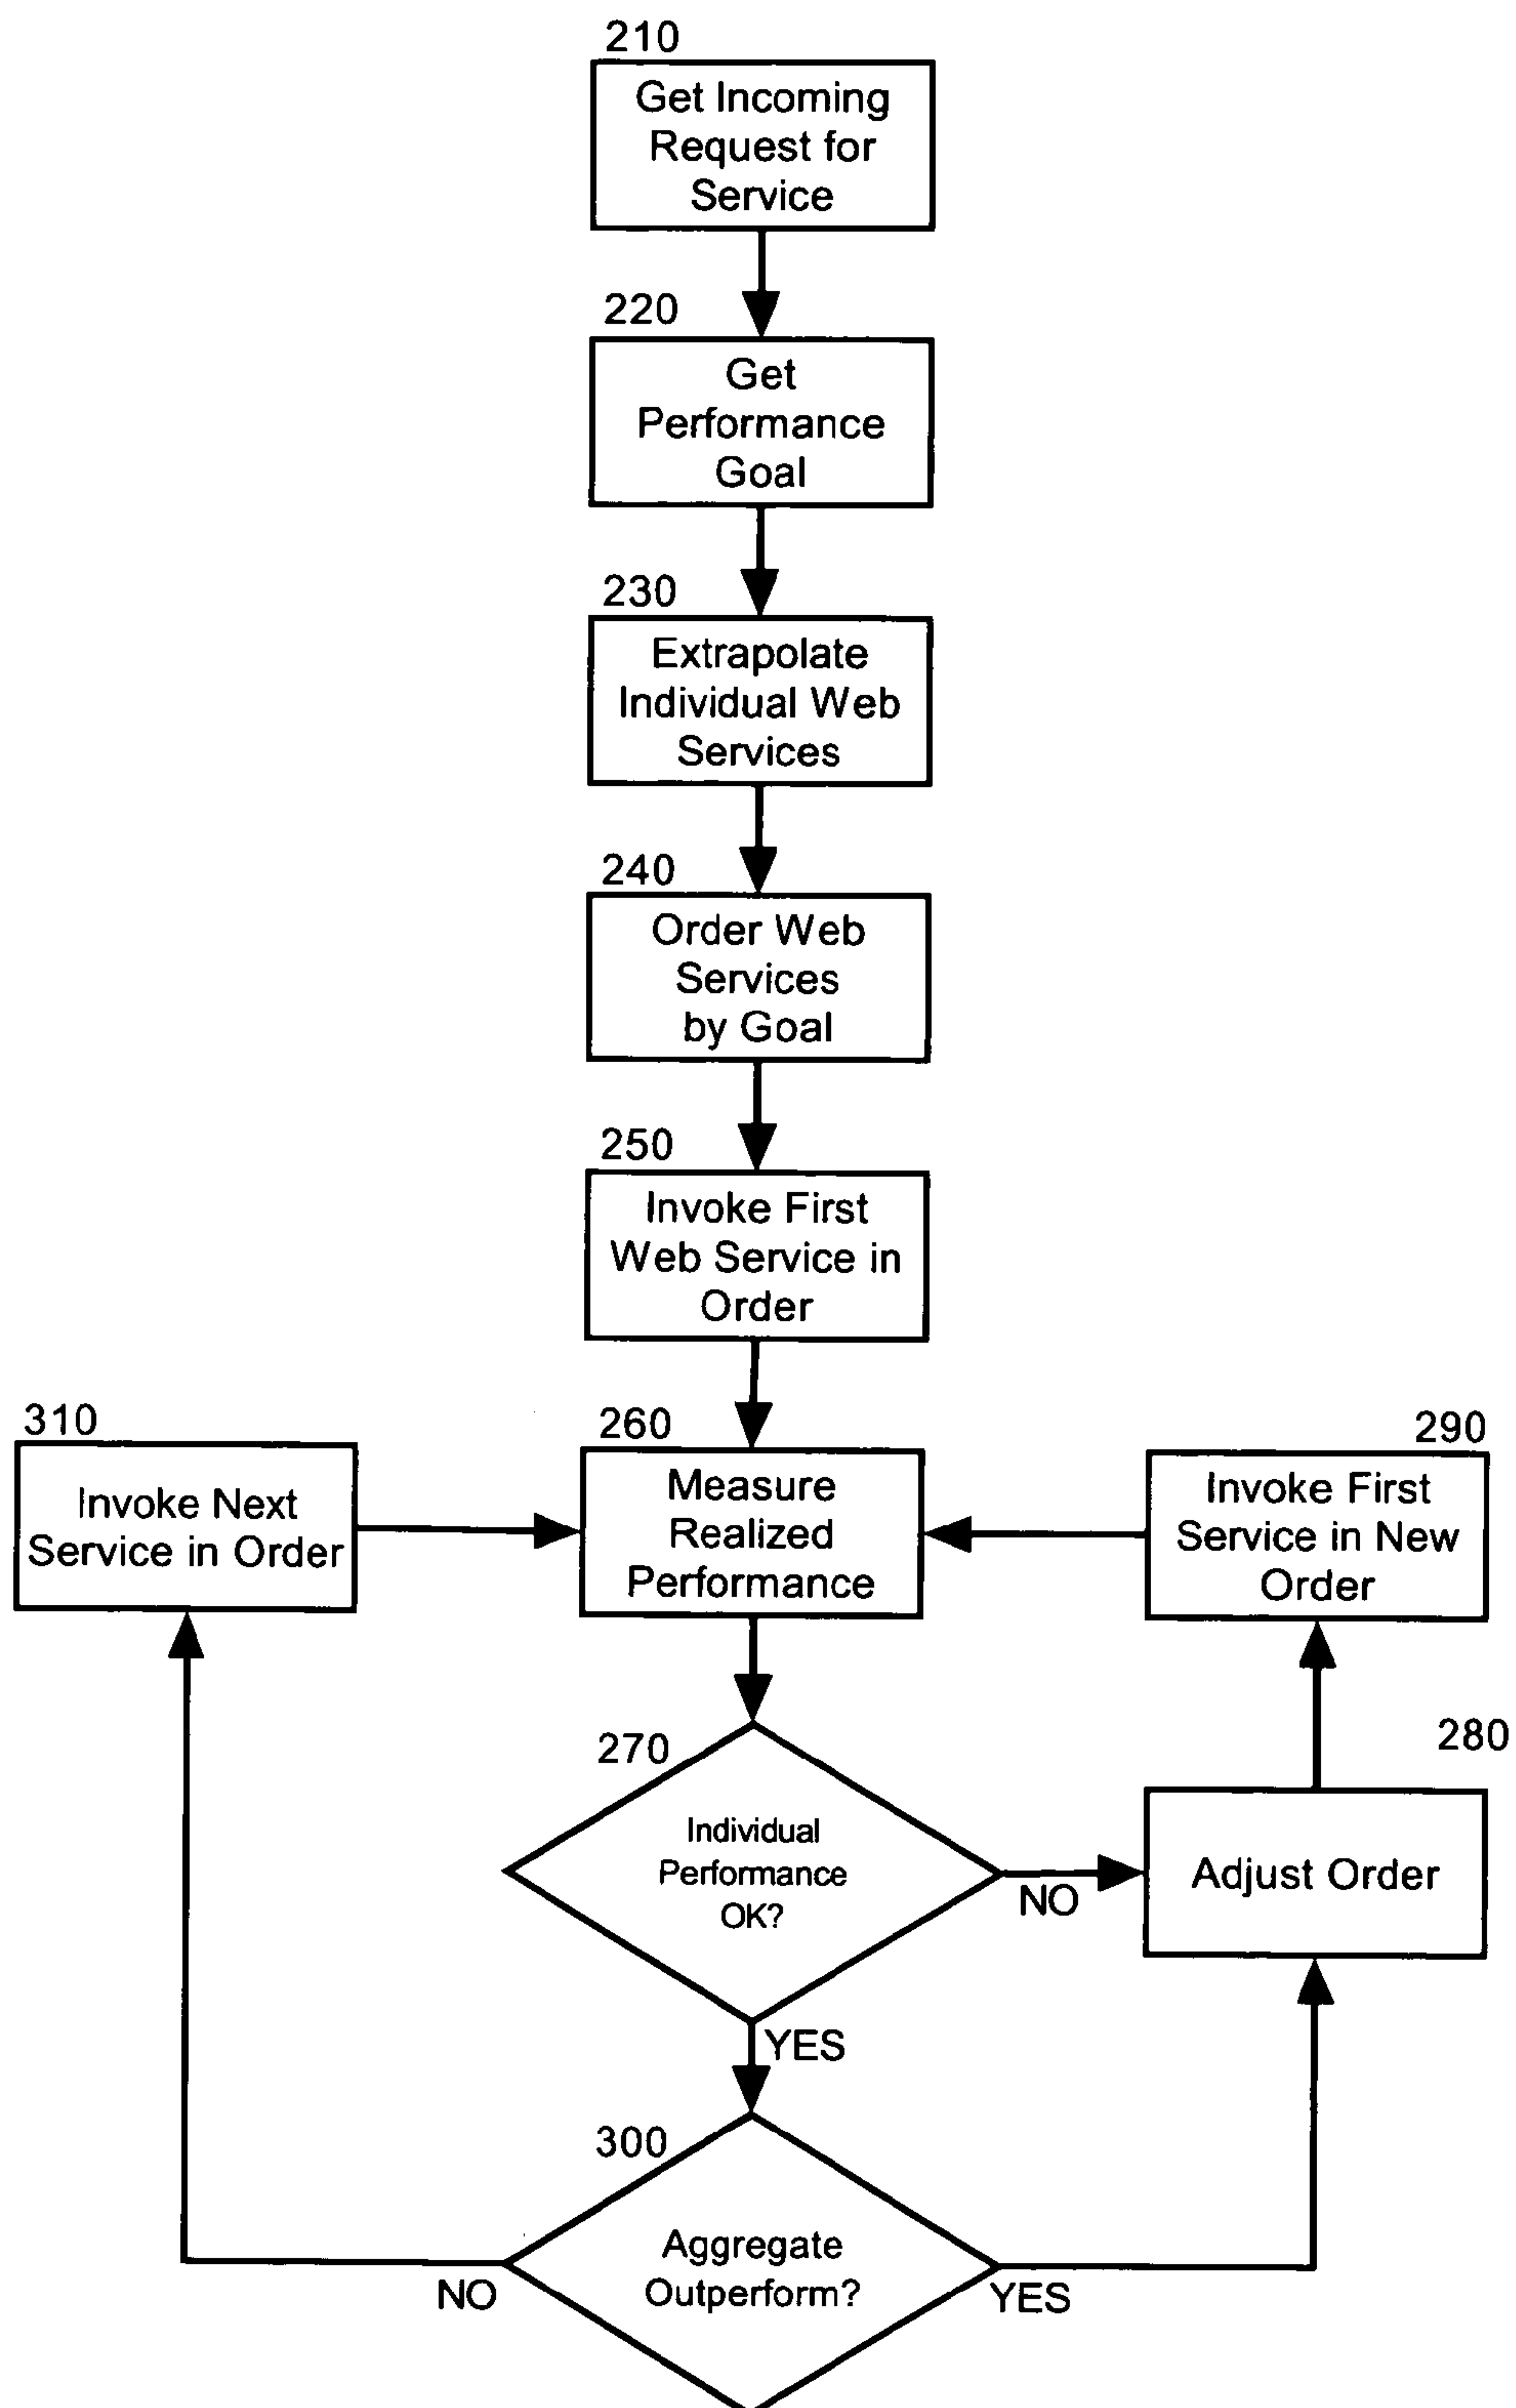 210
Get Incoming
Request for
Service
220
Get
Performance
Goal
230
Extrapolate
Individual Web
Services
240
Order Web
Services
by Goal
250
Invoke First
Web Service in
Order
310
Invoke Next
Service in Order
260
Measure
Realized
Performance
290
Invoke First
Service in New
Order
270
Individual
Performance
OK?
NO
280
Adjust Order
YES
300
Aggregate
Outperform?
NO
YES